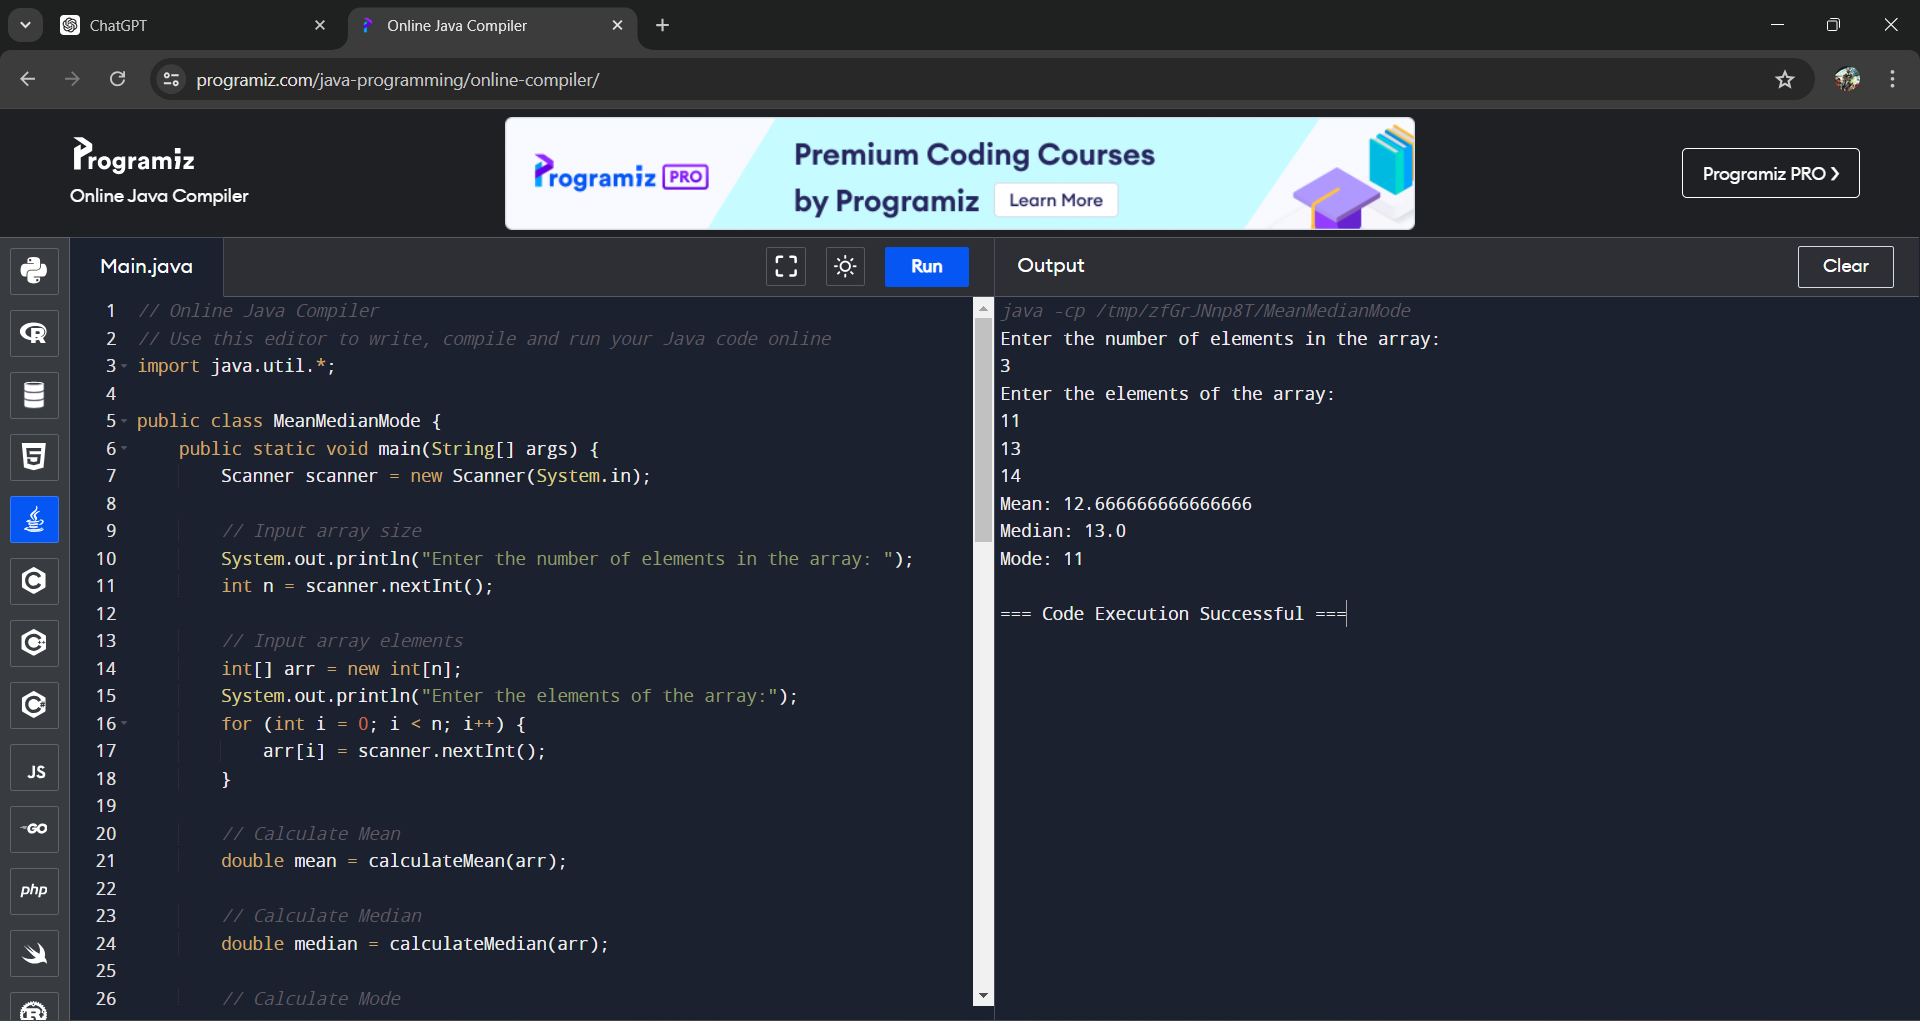 ChatGPT
Online Java Compiler
programiz.com/java-programming/online-compiler/
Programiz
Online Java Compiler
Programiz PRO
Premium Coding Courses
by Programiz
Learn More
Programiz PRO
Main.java
Run
Output
Clear
1 // Online Java Compiler
2 // Use this editor to write, compile and run your Java code online
3 import java.util.*;
4
5 public class MeanMedianMode {
6 public static void main(String[] args) {
7 Scanner scanner = new Scanner(System.in);
8
9 // Input array size
10 System.out.println("Enter the number of elements in the array: ");
11 int n = scanner.nextInt();
12
13 // Input array elements
14 int[] arr = new int[n];
15 System.out.println("Enter the elements of the array:");
16 for (int i = 0; i < n; i++) {
17 arr[i] = scanner.nextInt();
18 }
19
20 // Calculate Mean
21 double mean = calculateMean(arr);
22
23 // Calculate Median
24 double median = calculateMedian(arr);
25
26 // Calculate Mode
java -cp /tmp/zfGrJNnp8T/MeanMedianMode
Enter the number of elements in the array:
3
Enter the elements of the array:
11
13
14
Mean: 12.666666666666666
Median: 13.0
Mode: 11
=== Code Execution Successful ===
R
5
C
C
C
JS
GO
php
R